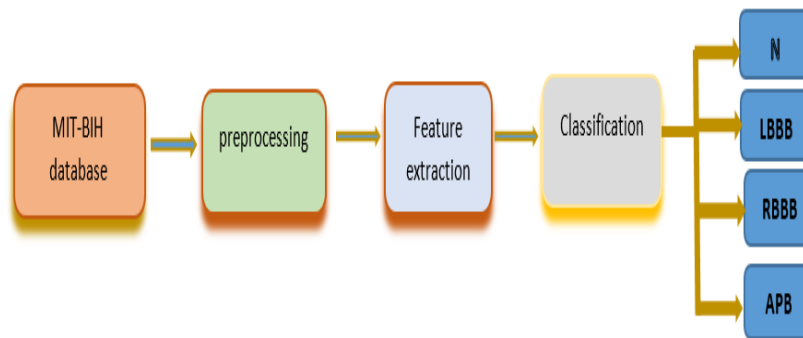 MIT-BIH
database
preprocessing
Feature
extraction
Classification
N
LBBB
RBBB
APB